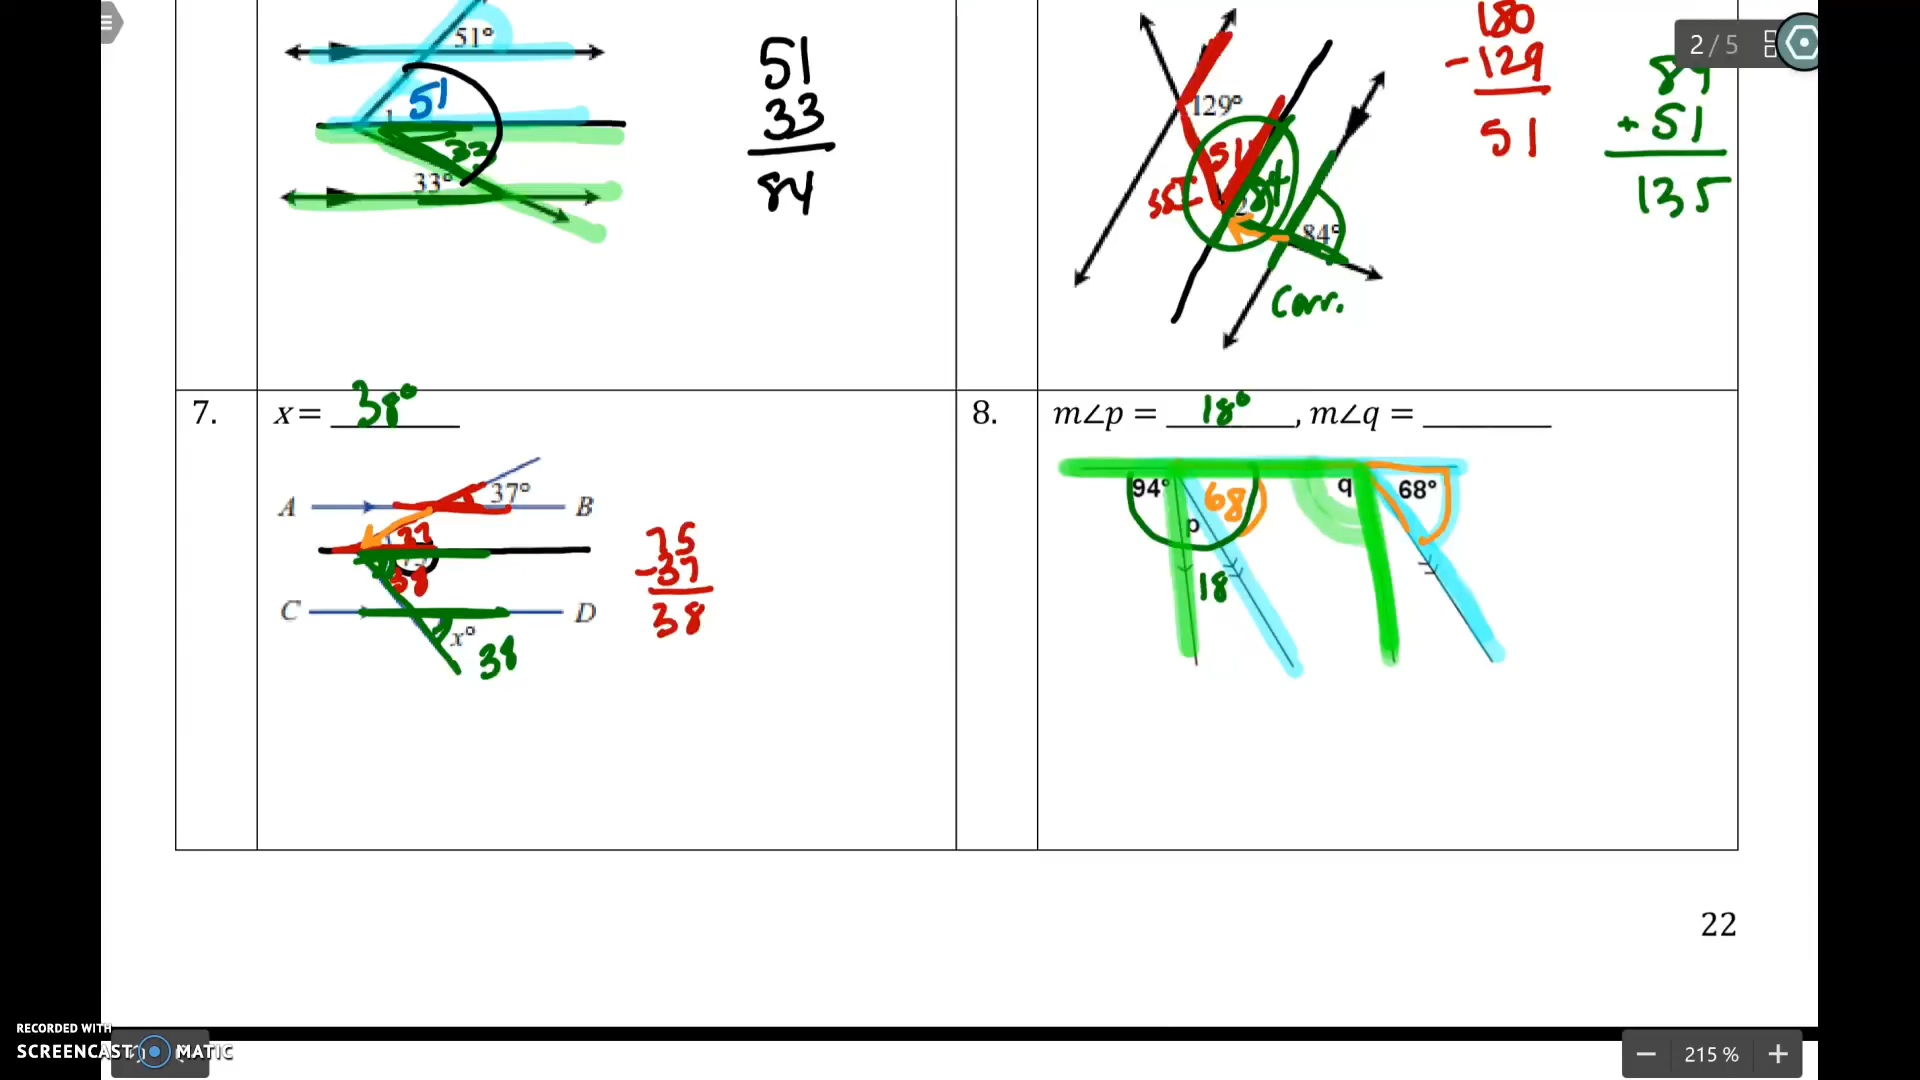 51°
51
33
33°
51
33
84
129°
51
84
84°
Corr.
180
-129
51
2 / 5
84
+ 51
135
7.
x = 38°
A
37°
B
37
38
C
D
x°
38
75
-37
38
8.
m∠p = 18°, m∠q = ________
94°
68
q
68°
p
18
22
RECORDED WITH
SCREENCAST MATIC
215 %